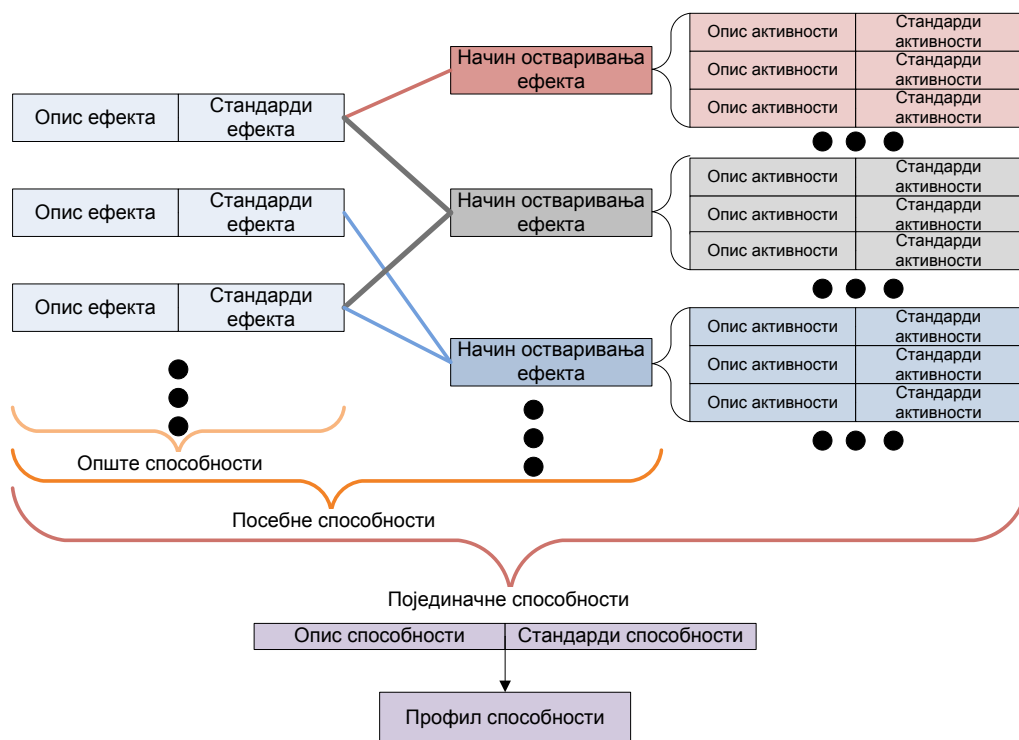 Опис ефекта
Стандарди
ефекта
Опис ефекта
Стандарди
ефекта
Опис ефекта
Стандарди
ефекта
Начин остваривања
ефекта
Начин остваривања
ефекта
Начин остваривања
ефекта
Опис активности
Стандарди
активности
Опис активности
Стандарди
активности
Опис активности
Стандарди
активности
Опис активности
Стандарди
активности
Опис активности
Стандарди
активности
Опис активности
Стандарди
активности
Опис активности
Стандарди
активности
Опис активности
Стандарди
активности
Опис активности
Стандарди
активности
Опште способности
Посебне способности
Појединачне способности
Опис способности
Стандарди способности
Профил способности